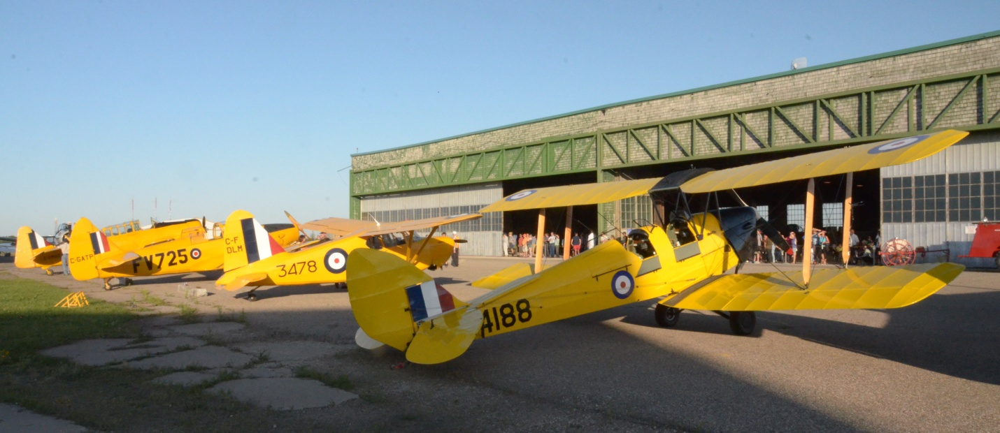 C-GATP
FV725
C-F
DLM
3478
4188